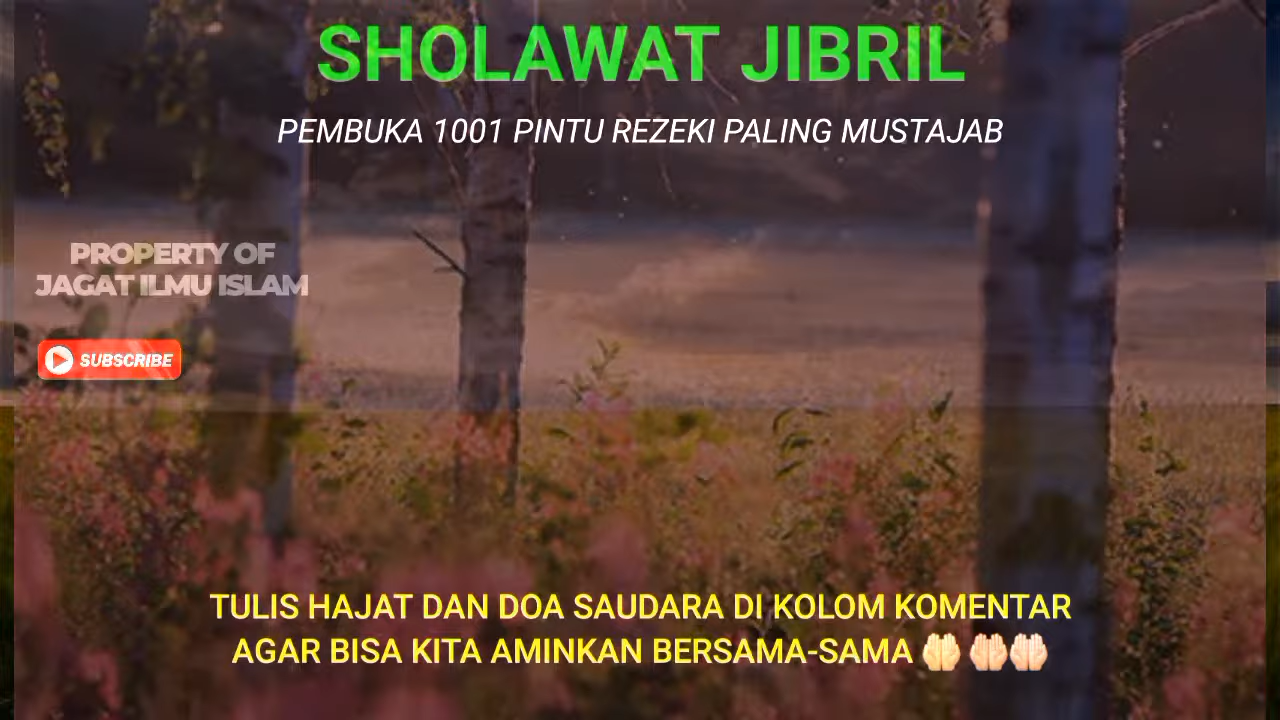 SHOLAWAT JIBRIL
PEMBUKA 1001 PINTU REZEKI PALING MUSTAJAB
PROPERTY OF
JAGAT ILMU ISLAM
SUBSCRIBE
TULIS HAJAT DAN DOA SAUDARA DI KOLOM KOMENTAR
AGAR BISA KITA AMINKAN BERSAMA-SAMA 🤲🏻 🤲🏻🤲🏻